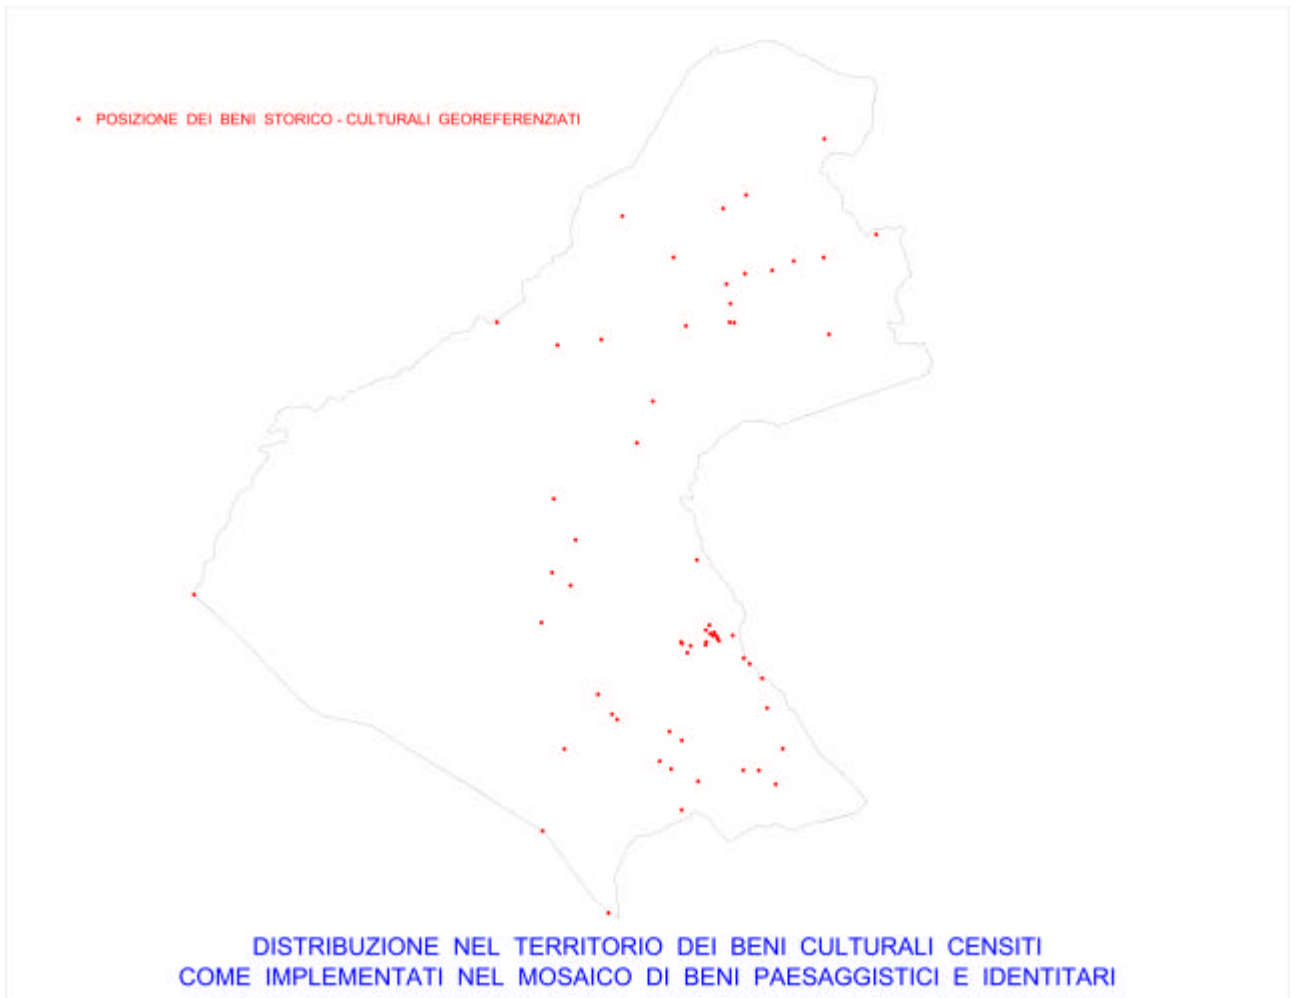 POSIZIONE DEI BENI STORICO - CULTURALI GEOREFERENZIATI
DISTRIBUZIONE NEL TERRITORIO DEI BENI CULTURALI CENSITI
COME IMPLEMENTATI NEL MOSAICO DI BENI PAESAGGISTICI E IDENTITARI